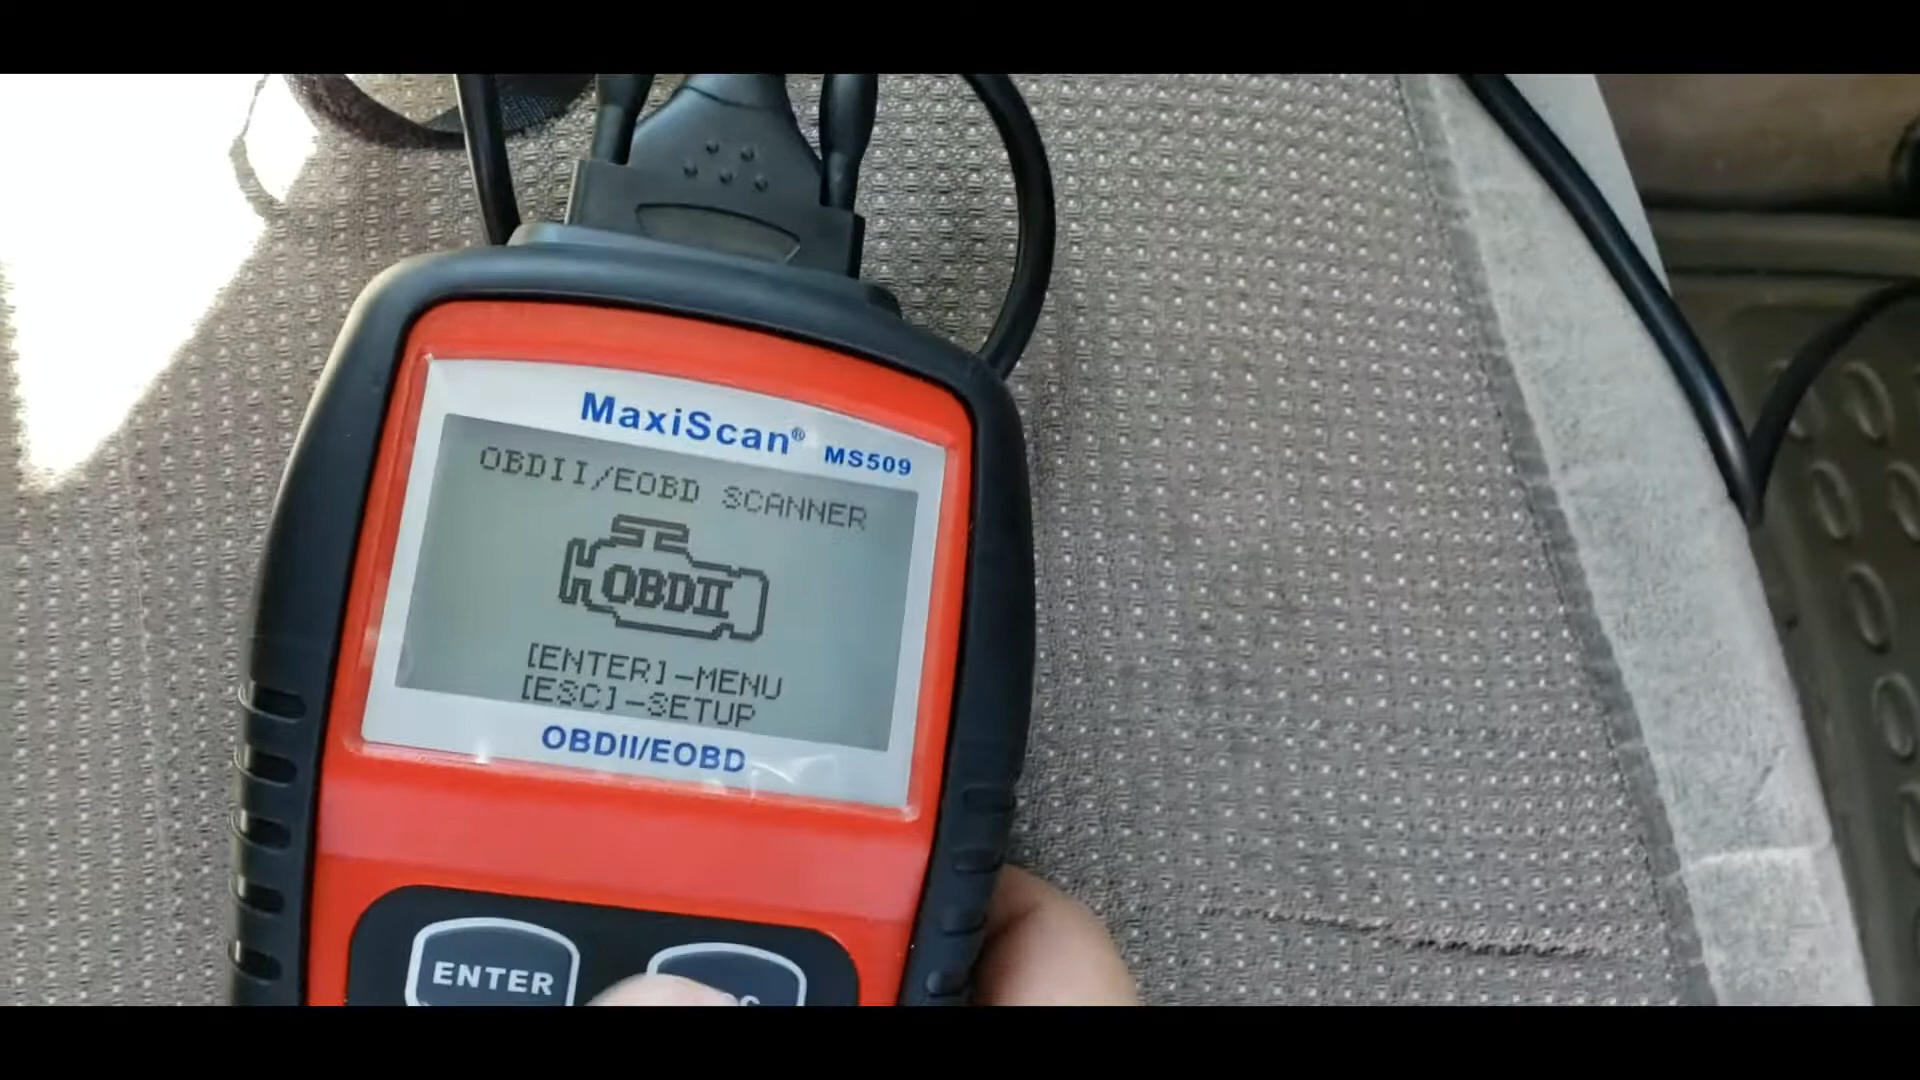 MaxiScan® MS509
OBDII/EOBD SCANNER
OBDII
[ENTER]-MENU
[ESC]-SETUP
OBDII/EOBD
ENTER